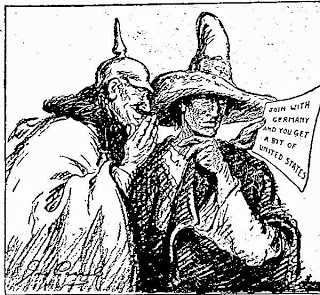 JOIN WITH
GERMANY
AND YOU GET
A BIT OF
UNITED STATES